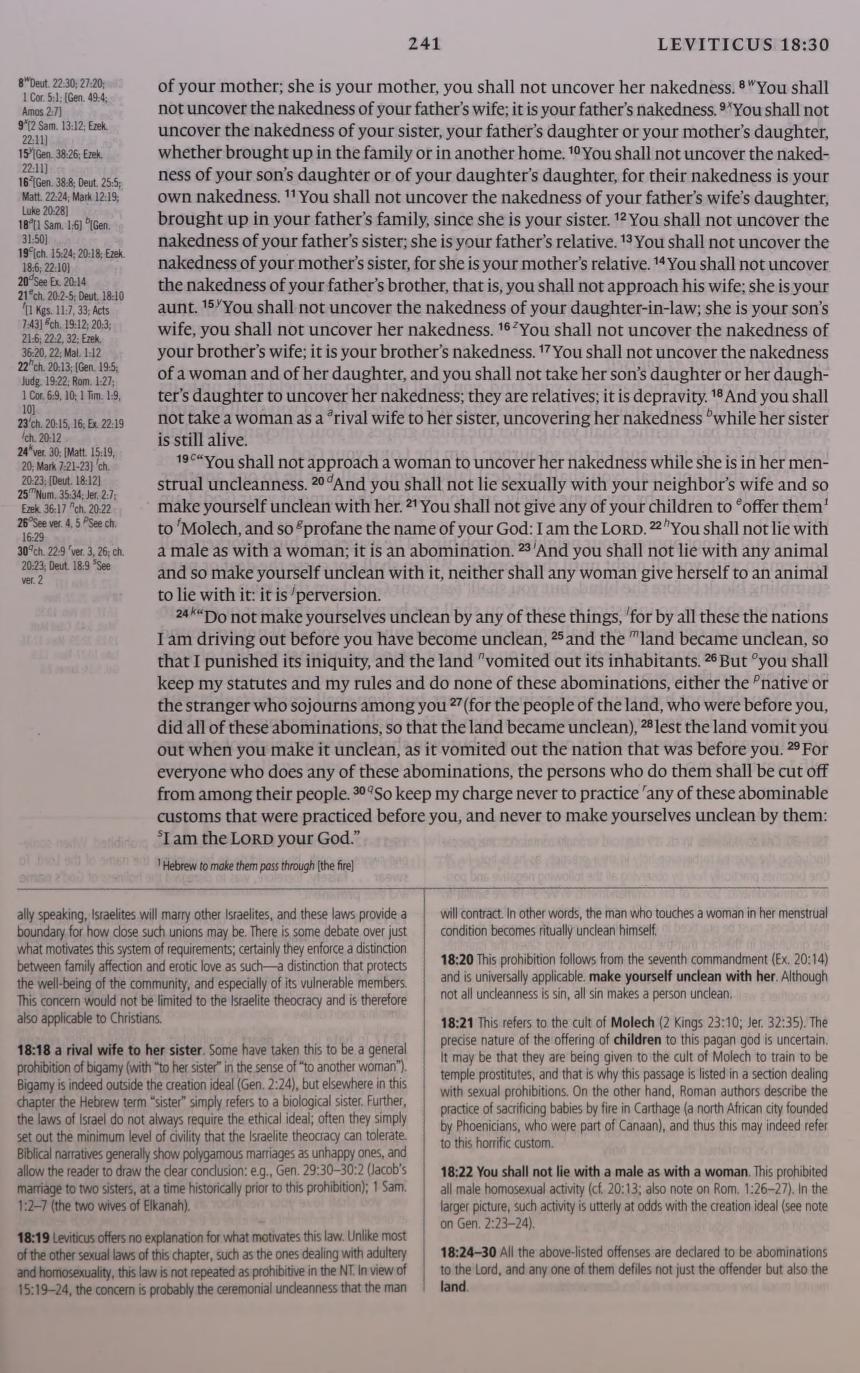 241
LEVITICUS 18:30
8ʷDeut. 22:30; 27:20;
1 Cor. 5:1; [Gen. 49:4;
Amos 2:7]
9ˣ[2 Sam. 13:12; Ezek.
22:11]
15ʸ[Gen. 38:26; Ezek.
22:11]
16ᶻ[Gen. 38:8; Deut. 25:5;
Matt. 22:24; Mark 12:19;
Luke 20:28]
18ᵃ[1 Sam. 1:6] ᵇ[Gen.
31:50]
19ᶜ[ch. 15:24; 20:18; Ezek.
18:6; 22:10]
20ᵈSee Ex. 20:14
21ᵉch. 20:2-5; Deut. 18:10
ᶠ[1 Kgs. 11:7, 33; Acts
7:43] ᵍch. 19:12; 20:3;
21:6; 22:2, 32; Ezek.
36:20, 22; Mal. 1:12
22ʰch. 20:13; [Gen. 19:5;
Judg. 19:22; Rom. 1:27;
1 Cor. 6:9, 10; 1 Tim. 1:9,
10]
23ⁱch. 20:15, 16; Ex. 22:19
ʲch. 20:12
24ᵏver. 30; [Matt. 15:19,
20; Mark 7:21-23] ˡch.
20:23; [Deut. 18:12]
25ᵐNum. 35:34; Jer. 2:7;
Ezek. 36:17 ⁿch. 20:22
26ᵒSee ver. 4, 5 ᵖSee ch.
16:29
30𐞥ch. 22:9 ʳver. 3, 26; ch.
20:23; Deut. 18:9 ˢSee
ver. 2
of your mother; she is your mother, you shall not uncover her nakedness. ⁸ ʷYou shall
not uncover the nakedness of your father's wife; it is your father's nakedness. ⁹ ˣYou shall not
uncover the nakedness of your sister, your father's daughter or your mother's daughter,
whether brought up in the family or in another home. ¹⁰ You shall not uncover the naked-
ness of your son's daughter or of your daughter's daughter, for their nakedness is your
own nakedness. ¹¹ You shall not uncover the nakedness of your father's wife's daughter,
brought up in your father's family, since she is your sister. ¹² You shall not uncover the
nakedness of your father's sister; she is your father's relative. ¹³ You shall not uncover the
nakedness of your mother's sister, for she is your mother's relative. ¹⁴ You shall not uncover
the nakedness of your father's brother, that is, you shall not approach his wife; she is your
aunt. ¹⁵ ʸYou shall not uncover the nakedness of your daughter-in-law; she is your son's
wife, you shall not uncover her nakedness. ¹⁶ ᶻYou shall not uncover the nakedness of
your brother's wife; it is your brother's nakedness. ¹⁷ You shall not uncover the nakedness
of a woman and of her daughter, and you shall not take her son's daughter or her daugh-
ter's daughter to uncover her nakedness; they are relatives; it is depravity. ¹⁸ And you shall
not take a woman as a ᵃrival wife to her sister, uncovering her nakedness ᵇwhile her sister
is still alive.
¹⁹ ᶜ“You shall not approach a woman to uncover her nakedness while she is in her men-
strual uncleanness. ²⁰ ᵈAnd you shall not lie sexually with your neighbor's wife and so
make yourself unclean with her. ²¹ You shall not give any of your children to ᵉoffer them¹
to ᶠMolech, and so ᵍprofane the name of your God: I am the LORD. ²² ʰYou shall not lie with
a male as with a woman; it is an abomination. ²³ ⁱAnd you shall not lie with any animal
and so make yourself unclean with it, neither shall any woman give herself to an animal
to lie with it: it is ʲperversion.
²⁴ ᵏ“Do not make yourselves unclean by any of these things, ˡfor by all these the nations
I am driving out before you have become unclean, ²⁵ and the ᵐland became unclean, so
that I punished its iniquity, and the land ⁿvomited out its inhabitants. ²⁶ But ᵒyou shall
keep my statutes and my rules and do none of these abominations, either the ᵖnative or
the stranger who sojourns among you ²⁷ (for the people of the land, who were before you,
did all of these abominations, so that the land became unclean), ²⁸ lest the land vomit you
out when you make it unclean, as it vomited out the nation that was before you. ²⁹ For
everyone who does any of these abominations, the persons who do them shall be cut off
from among their people. ³⁰ 𐞥So keep my charge never to practice ʳany of these abominable
customs that were practiced before you, and never to make yourselves unclean by them:
ˢI am the LORD your God.”
¹ Hebrew to make them pass through [the fire]
ally speaking, Israelites will marry other Israelites, and these laws provide a
boundary for how close such unions may be. There is some debate over just
what motivates this system of requirements; certainly they enforce a distinction
between family affection and erotic love as such—a distinction that protects
the well-being of the community, and especially of its vulnerable members.
This concern would not be limited to the Israelite theocracy and is therefore
also applicable to Christians.
18:18 a rival wife to her sister. Some have taken this to be a general
prohibition of bigamy (with “to her sister” in the sense of “to another woman”).
Bigamy is indeed outside the creation ideal (Gen. 2:24), but elsewhere in this
chapter the Hebrew term “sister” simply refers to a biological sister. Further,
the laws of Israel do not always require the ethical ideal; often they simply
set out the minimum level of civility that the Israelite theocracy can tolerate.
Biblical narratives generally show polygamous marriages as unhappy ones, and
allow the reader to draw the clear conclusion: e.g., Gen. 29:30–30:2 (Jacob's
marriage to two sisters, at a time historically prior to this prohibition); 1 Sam.
1:2–7 (the two wives of Elkanah).
18:19 Leviticus offers no explanation for what motivates this law. Unlike most
of the other sexual laws of this chapter, such as the ones dealing with adultery
and homosexuality, this law is not repeated as prohibitive in the NT. In view of
15:19–24, the concern is probably the ceremonial uncleanness that the man
will contract. In other words, the man who touches a woman in her menstrual
condition becomes ritually unclean himself.
18:20 This prohibition follows from the seventh commandment (Ex. 20:14)
and is universally applicable. make yourself unclean with her. Although
not all uncleanness is sin, all sin makes a person unclean.
18:21 This refers to the cult of Molech (2 Kings 23:10; Jer. 32:35). The
precise nature of the offering of children to this pagan god is uncertain.
It may be that they are being given to the cult of Molech to train to be
temple prostitutes, and that is why this passage is listed in a section dealing
with sexual prohibitions. On the other hand, Roman authors describe the
practice of sacrificing babies by fire in Carthage (a north African city founded
by Phoenicians, who were part of Canaan), and thus this may indeed refer
to this horrific custom.
18:22 You shall not lie with a male as with a woman. This prohibited
all male homosexual activity (cf. 20:13; also note on Rom. 1:26–27). In the
larger picture, such activity is utterly at odds with the creation ideal (see note
on Gen. 2:23–24).
18:24–30 All the above-listed offenses are declared to be abominations
to the Lord, and any one of them defiles not just the offender but also the
land.